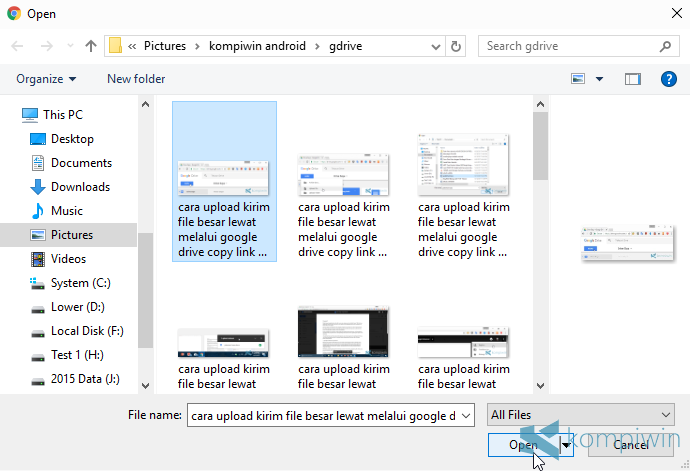 Open
Pictures
kompiwin android
gdrive
Search gdrive
Organize
New folder
This PC
Desktop
Documents
Downloads
Music
Pictures
Videos
System (C:)
Lower (D:)
Local Disk (F:)
Test 1 (H:)
2015 Data (J:)
cara upload kirim
file besar lewat
melalui google
drive copy link ...
cara upload kirim
file besar lewat
melalui google
drive copy link ...
cara upload kirim
file besar lewat
melalui google
drive copy link ...
cara upload kirim
file besar lewat
cara upload kirim
file besar lewat
cara upload kirim
file besar lewat
File name:
cara upload kirim file besar lewat melalui google d
All Files
Open
Cancel
kompiwin